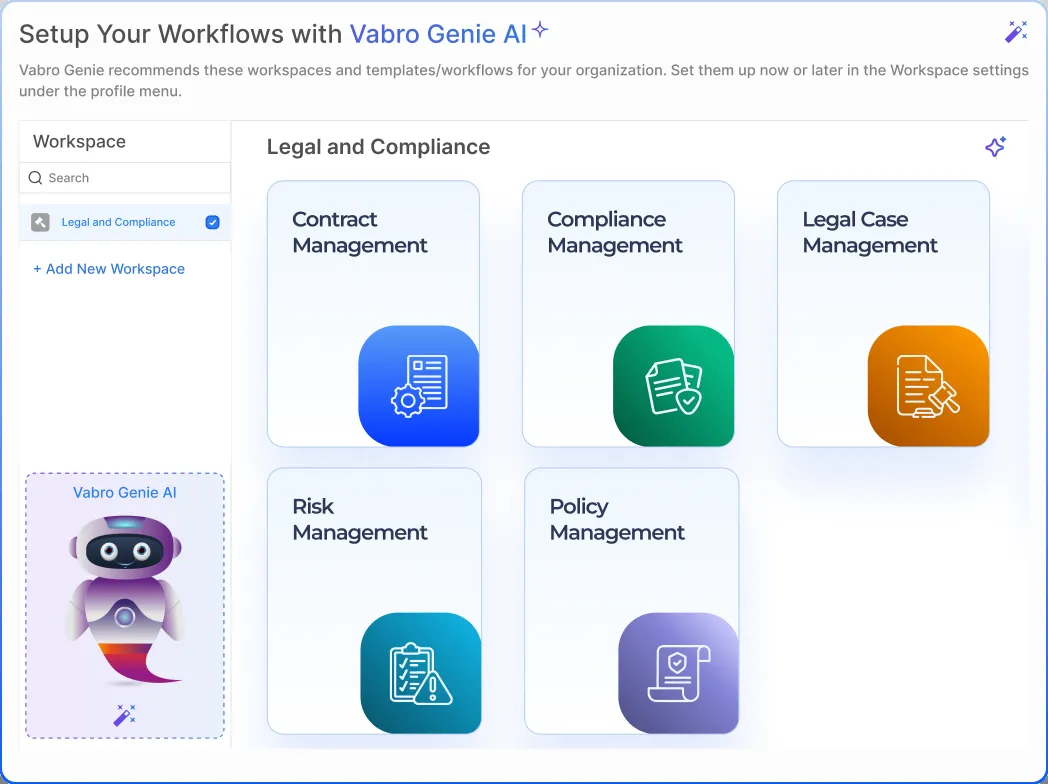 Setup Your Workflows with Vabro Genie AI
Vabro Genie recommends these workspaces and templates/workflows for your organization. Set them up now or later in the Workspace settings
under the profile menu.
Workspace
Search
Legal and Compliance
+ Add New Workspace
Vabro Genie AI
Legal and Compliance
Contract
Management
Compliance
Management
Legal Case
Management
Risk
Management
Policy
Management